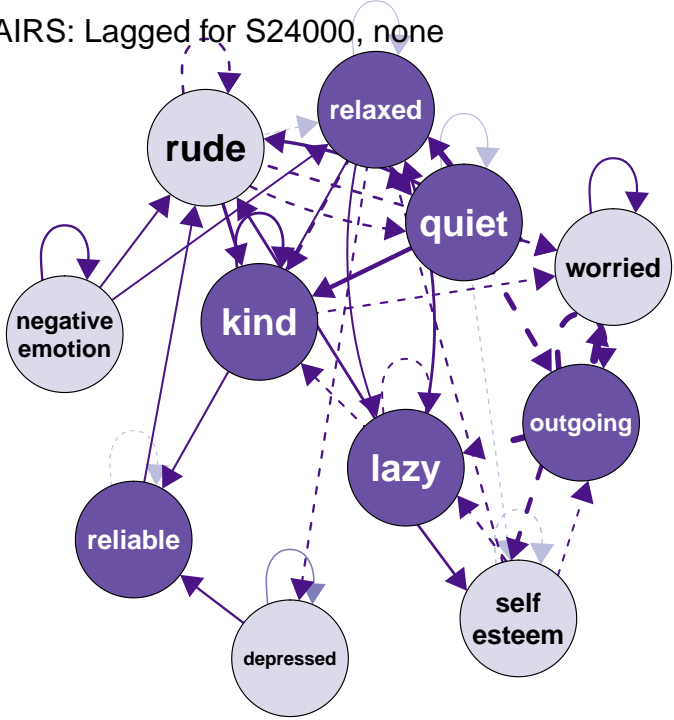 AIRS: Lagged for S24000, none
relaxed
rude
quiet
worried
negative
emotion
kind
outgoing
lazy
reliable
self
esteem
depressed